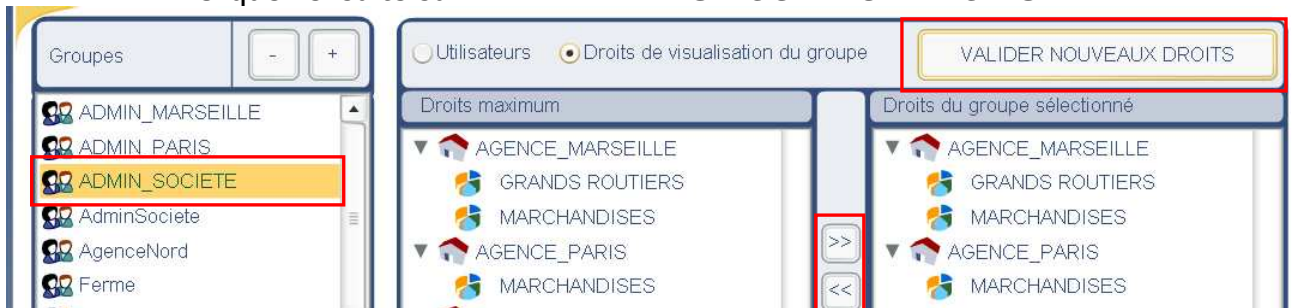 Groupes
-
+
ADMIN_MARSEILLE
ADMIN_PARIS
ADMIN_SOCIETE
AdminSociete
AgenceNord
Ferme
Utilisateurs
Droits de visualisation du groupe
VALIDER NOUVEAUX DROITS
Droits maximum
AGENCE_MARSEILLE
GRANDS ROUTIERS
MARCHANDISES
AGENCE_PARIS
MARCHANDISES
>>
<<
Droits du groupe sélectionné
AGENCE_MARSEILLE
GRANDS ROUTIERS
MARCHANDISES
AGENCE_PARIS
MARCHANDISES